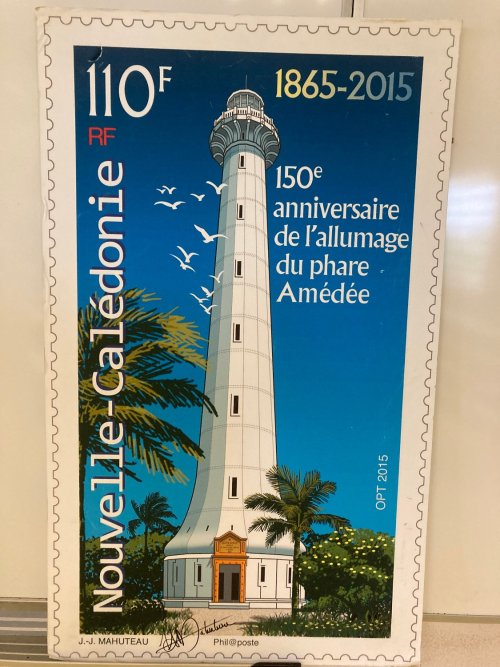 110F
RF
1865-2015
150e
anniversaire
de l'allumage
du phare
Amédée
Nouvelle-Calédonie
OPT 2015
J.-J. MAHUTEAU
Phil@poste